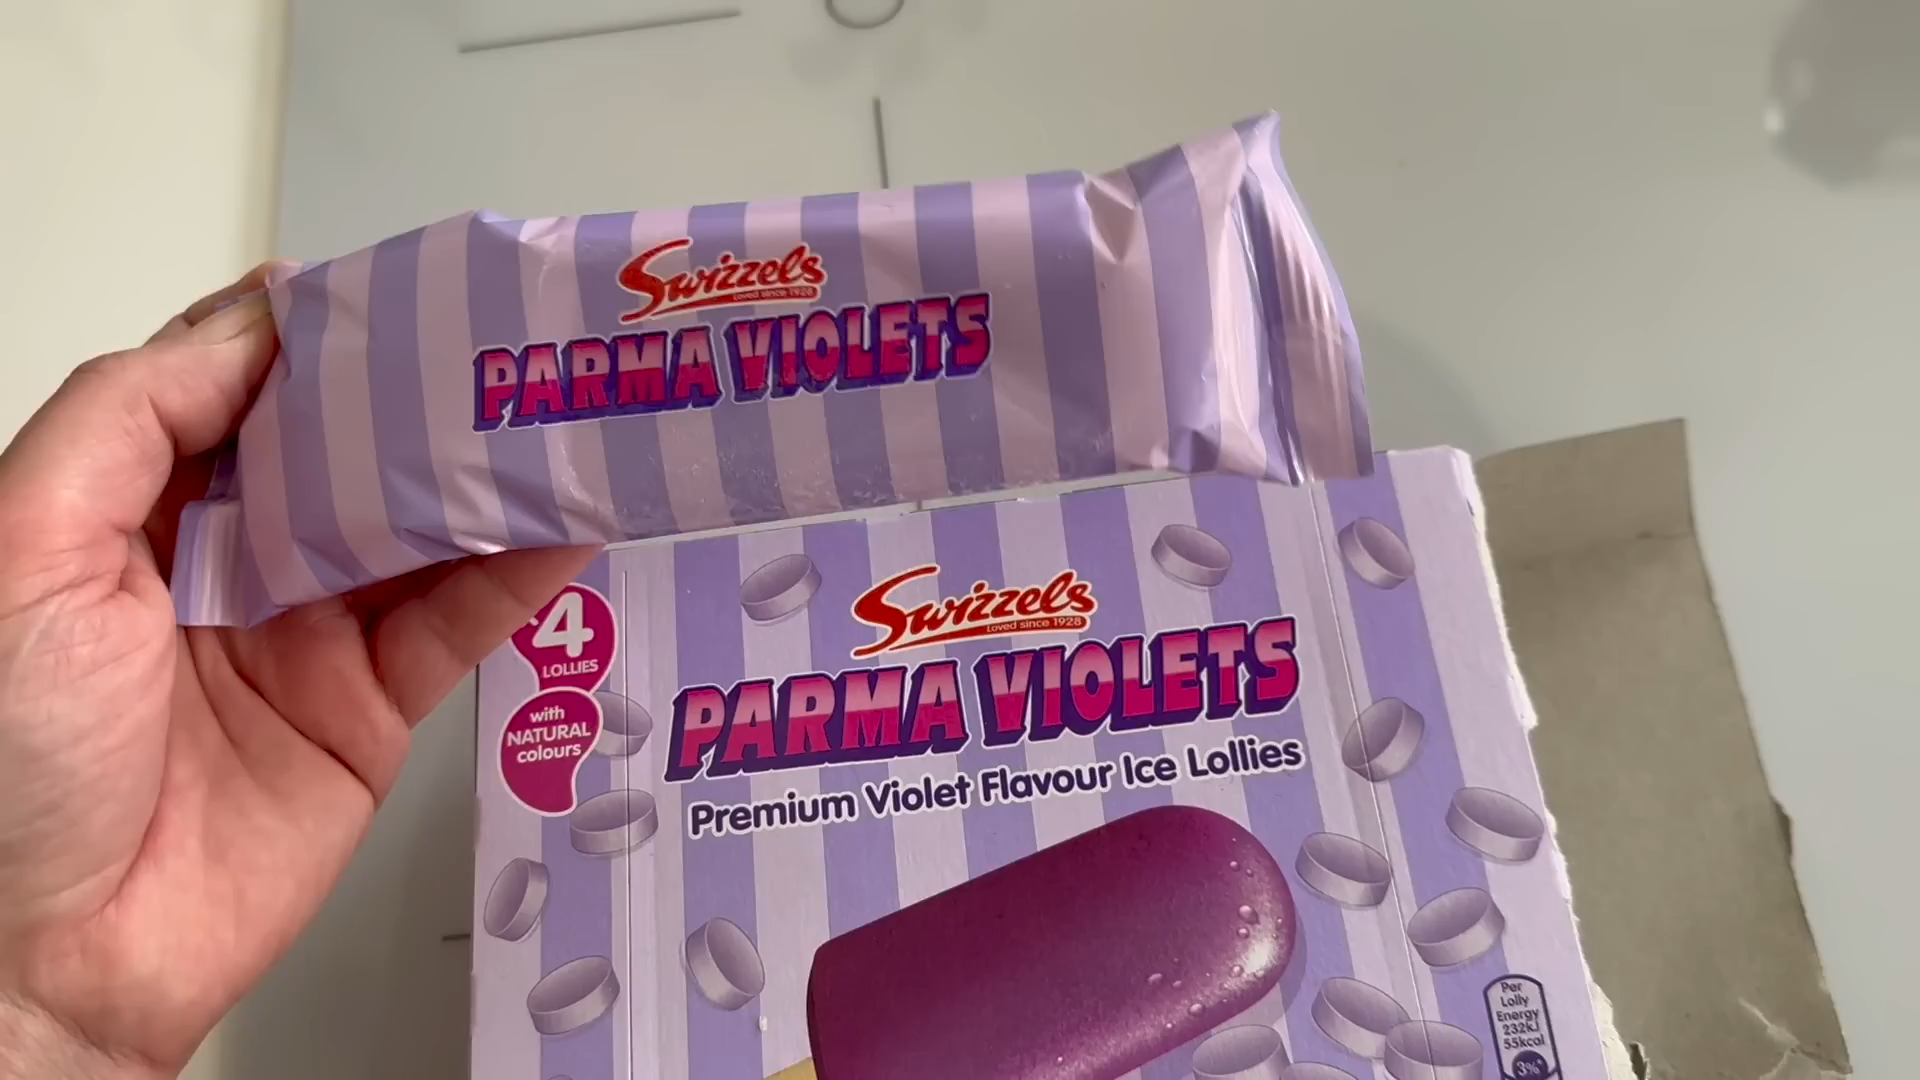 Swizzels
Loved since 1928
PARMA VIOLETS
4
LOLLIES
with
NATURAL
colours
Swizzels
Loved since 1928
PARMA VIOLETS
Premium Violet Flavour Ice Lollies
Per
Lolly
Energy
232kJ
55kcal
3%*